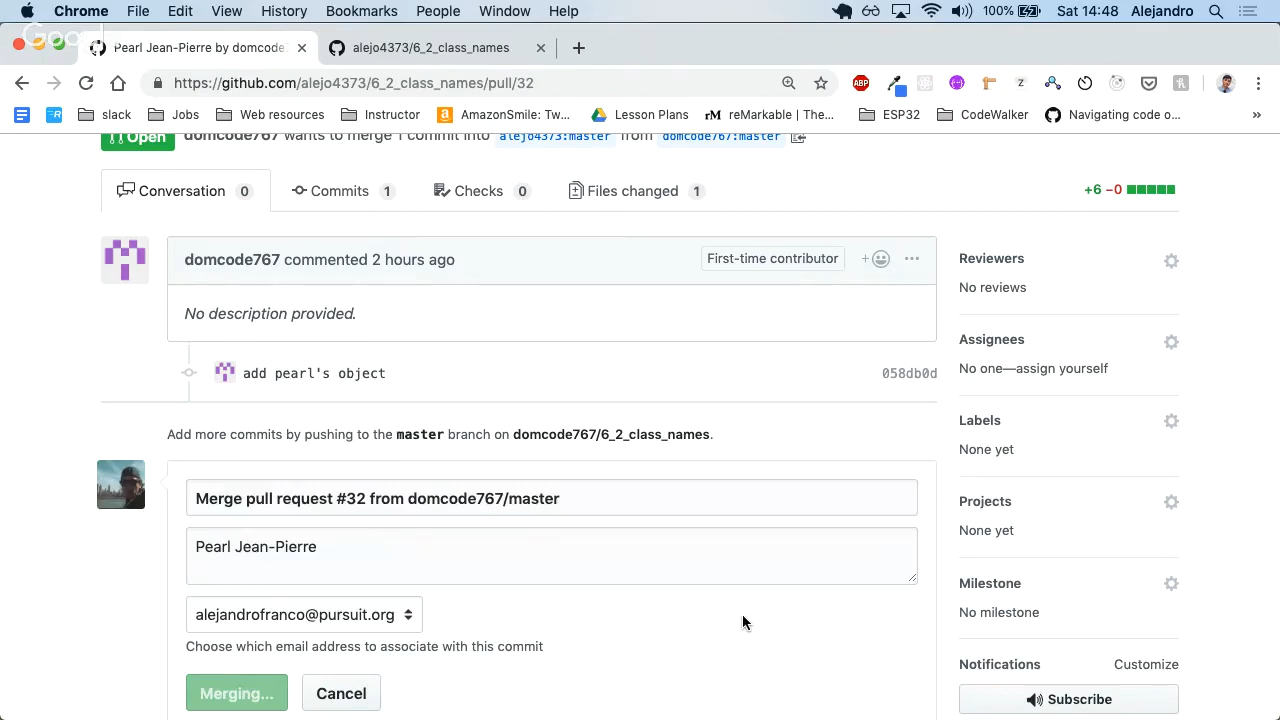 Chrome File Edit View History Bookmarks People Window Help 100% Sat 14:48 Alejandro
Pearl Jean-Pierre by domcode alejo4373/6_2_class_names
https://github.com/alejo4373/6_2_class_names/pull/32 ABP
slack Jobs Web resources Instructor AmazonSmile: Tw... Lesson Plans rM reMarkable | The... ESP32 CodeWalker Navigating code o... »
Open domcode767 wants to merge 1 commit into alejo4373:master from domcode767:master
Conversation 0 Commits 1 Checks 0 Files changed 1 +6 −0
domcode767 commented 2 hours ago First-time contributor
No description provided.
add pearl's object 058db0d
Add more commits by pushing to the master branch on domcode767/6_2_class_names.
Merge pull request #32 from domcode767/master
Pearl Jean-Pierre
alejandrofranco@pursuit.org
Choose which email address to associate with this commit
Merging... Cancel
Reviewers
No reviews
Assignees
No one—assign yourself
Labels
None yet
Projects
None yet
Milestone
No milestone
Notifications Customize
Subscribe